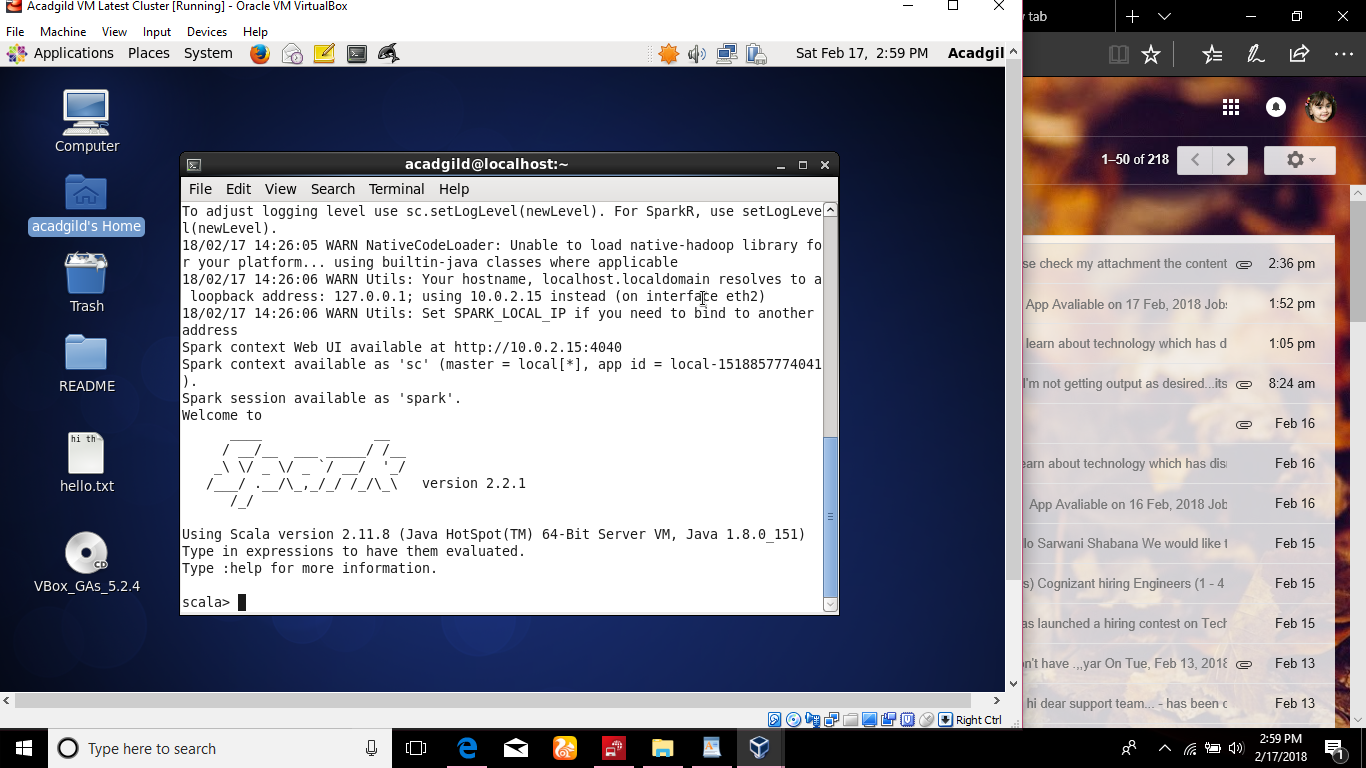 Acadgild VM Latest Cluster [Running] - Oracle VM VirtualBox
File Machine View Input Devices Help
Applications Places System
Sat Feb 17, 2:59 PM Acadgil
Computer
acadgild's Home
Trash
README
hi th
hello.txt
VBox_GAs_5.2.4
CD
acadgild@localhost:~
File Edit View Search Terminal Help
To adjust logging level use sc.setLogLevel(newLevel). For SparkR, use setLogLeve
l(newLevel).
18/02/17 14:26:05 WARN NativeCodeLoader: Unable to load native-hadoop library fo
r your platform... using builtin-java classes where applicable
18/02/17 14:26:06 WARN Utils: Your hostname, localhost.localdomain resolves to a
 loopback address: 127.0.0.1; using 10.0.2.15 instead (on interface eth2)
18/02/17 14:26:06 WARN Utils: Set SPARK_LOCAL_IP if you need to bind to another
address
Spark context Web UI available at http://10.0.2.15:4040
Spark context available as 'sc' (master = local[*], app id = local-1518857774041
).
Spark session available as 'spark'.
Welcome to
      ____              __
     / __/__  ___ _____/ /__
    _\ \/ _ \/ _ `/ __/  '_/
   /___/ .__/\_,_/_/ /_/\_\   version 2.2.1
      /_/
Using Scala version 2.11.8 (Java HotSpot(TM) 64-Bit Server VM, Java 1.8.0_151)
Type in expressions to have them evaluated.
Type :help for more information.
scala>
Right Ctrl
tab
1–50 of 218
se check my attachment the content 2:36 pm
App Avaliable on 17 Feb, 2018 Job 1:52 pm
learn about technology which has d 1:05 pm
I'm not getting output as desired...its 8:24 am
Feb 16
earn about technology which has dis Feb 16
App Avaliable on 16 Feb, 2018 Job Feb 16
lo Sarwani Shabana We would like t Feb 15
s) Cognizant hiring Engineers (1 - 4 Feb 15
as launched a hiring contest on Tech Feb 15
n't have .,,yar On Tue, Feb 13, 2018 Feb 13
hi dear support team... - has been c Feb 13
Type here to search
2:59 PM
2/17/2018
1